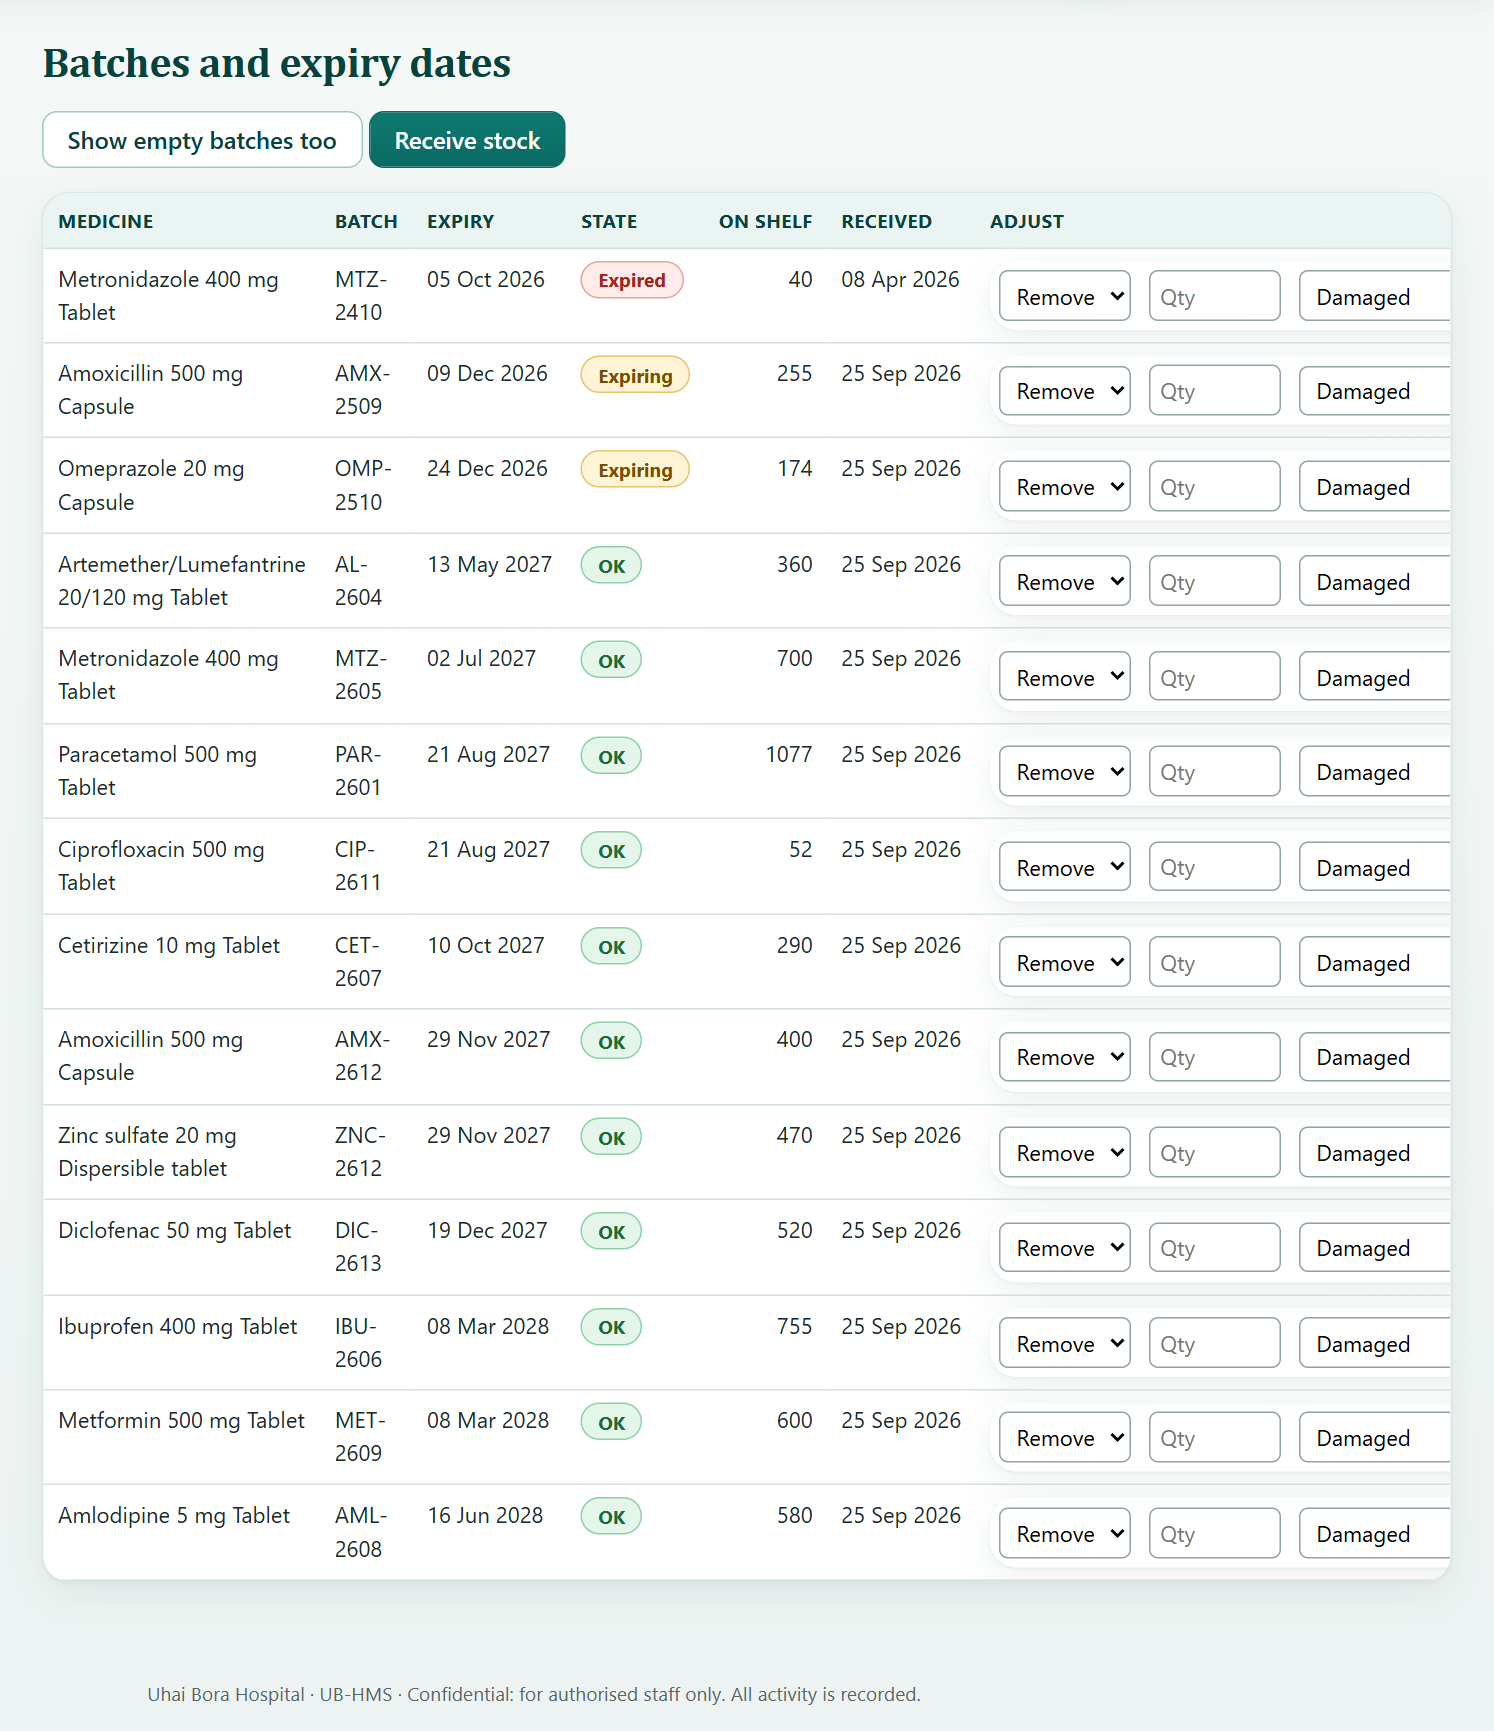 Batches and expiry dates
Show empty batches too Receive stock
MEDICINE BATCH EXPIRY STATE ON SHELF RECEIVED ADJUST
Metronidazole 400 mg MTZ- 05 Oct 2026 Expired 40 08 Apr 2026 Remove Qty Damaged
Tablet 2410
Amoxicillin 500 mg AMX- 09 Dec 2026 Expiring 255 25 Sep 2026 Remove Qty Damaged
Capsule 2509
Omeprazole 20 mg OMP- 24 Dec 2026 Expiring 174 25 Sep 2026 Remove Qty Damaged
Capsule 2510
Artemether/Lumefantrine AL- 13 May 2027 OK 360 25 Sep 2026 Remove Qty Damaged
20/120 mg Tablet 2604
Metronidazole 400 mg MTZ- 02 Jul 2027 OK 700 25 Sep 2026 Remove Qty Damaged
Tablet 2605
Paracetamol 500 mg PAR- 21 Aug 2027 OK 1077 25 Sep 2026 Remove Qty Damaged
Tablet 2601
Ciprofloxacin 500 mg CIP- 21 Aug 2027 OK 52 25 Sep 2026 Remove Qty Damaged
Tablet 2611
Cetirizine 10 mg Tablet CET- 10 Oct 2027 OK 290 25 Sep 2026 Remove Qty Damaged
2607
Amoxicillin 500 mg AMX- 29 Nov 2027 OK 400 25 Sep 2026 Remove Qty Damaged
Capsule 2612
Zinc sulfate 20 mg ZNC- 29 Nov 2027 OK 470 25 Sep 2026 Remove Qty Damaged
Dispersible tablet 2612
Diclofenac 50 mg Tablet DIC- 19 Dec 2027 OK 520 25 Sep 2026 Remove Qty Damaged
2613
Ibuprofen 400 mg Tablet IBU- 08 Mar 2028 OK 755 25 Sep 2026 Remove Qty Damaged
2606
Metformin 500 mg Tablet MET- 08 Mar 2028 OK 600 25 Sep 2026 Remove Qty Damaged
2609
Amlodipine 5 mg Tablet AML- 16 Jun 2028 OK 580 25 Sep 2026 Remove Qty Damaged
2608
Uhai Bora Hospital · UB-HMS · Confidential: for authorised staff only. All activity is recorded.